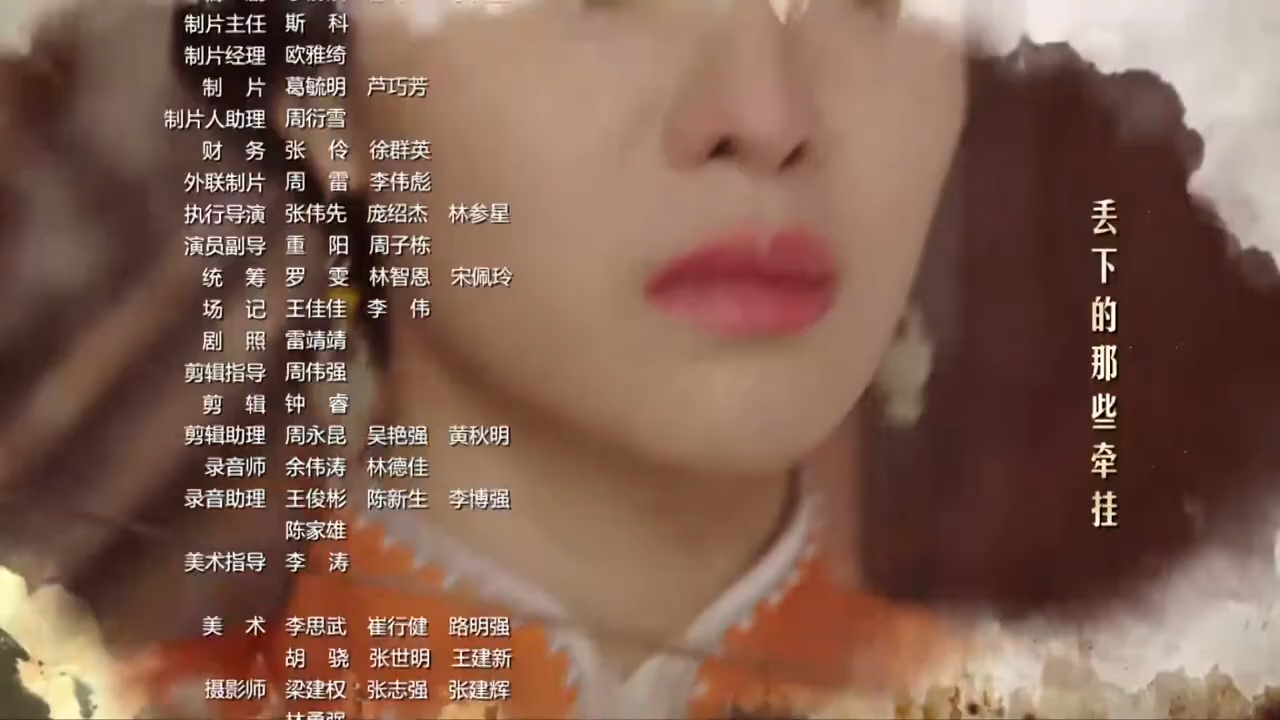 制片主任 斯 科
制片经理 欧雅绮
制 片 葛毓明 芦巧芳
制片人助理 周衍雪
财 务 张 伶 徐群英
外联制片 周 雷 李伟彪
执行导演 张伟先 庞绍杰 林参星
演员副导 重 阳 周子栋
统 筹 罗 雯 林智恩 宋佩玲
场 记 王佳佳 李 伟
剧 照 雷靖靖
剪辑指导 周伟强
剪 辑 钟 睿
剪辑助理 周永昆 吴艳强 黄秋明
录音师 余伟涛 林德佳
录音助理 王俊彬 陈新生 李博强
陈家雄
美术指导 李 涛
美 术 李思武 崔行健 路明强
胡 骁 张世明 王建新
摄影师 梁建权 张志强 张建辉
丢下的那些牵挂